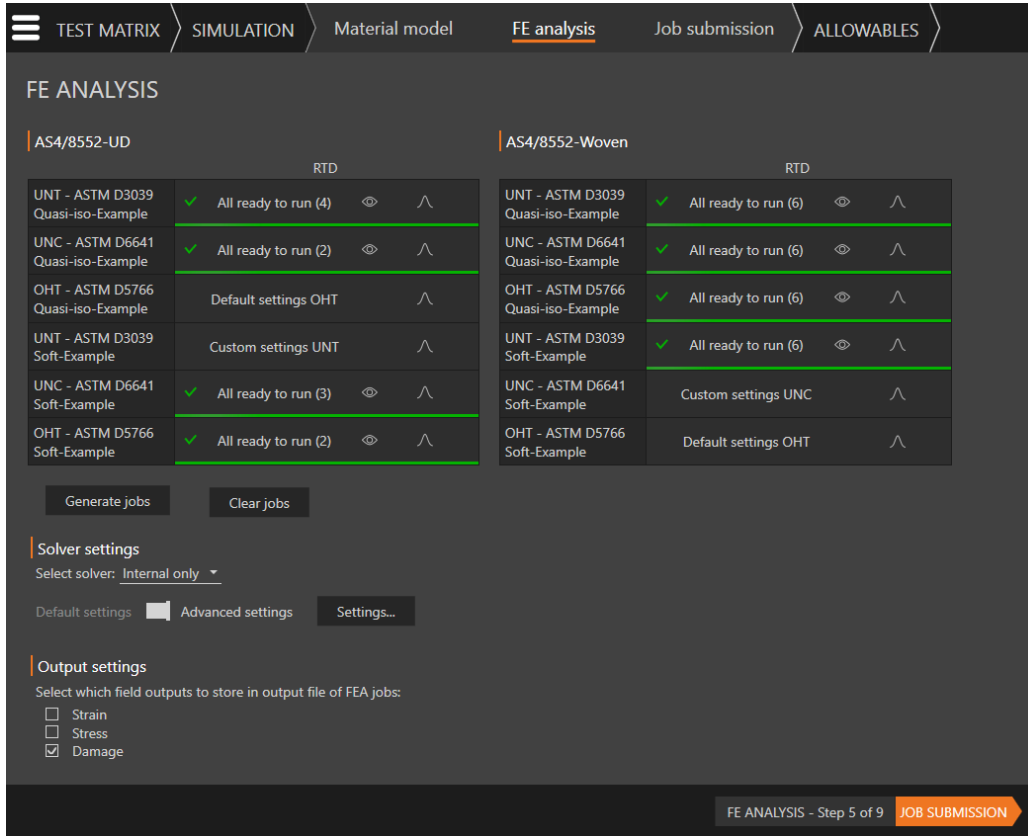 TEST MATRIX SIMULATION Material model FE analysis Job submission ALLOWABLES
FE ANALYSIS
AS4/8552-UD
RTD
UNT - ASTM D3039
Quasi-iso-Example
All ready to run (4)
UNC - ASTM D6641
Quasi-iso-Example
All ready to run (2)
OHT - ASTM D5766
Quasi-iso-Example
Default settings OHT
UNT - ASTM D3039
Soft-Example
Custom settings UNT
UNC - ASTM D6641
Soft-Example
All ready to run (3)
OHT - ASTM D5766
Soft-Example
All ready to run (2)
AS4/8552-Woven
RTD
UNT - ASTM D3039
Quasi-iso-Example
All ready to run (6)
UNC - ASTM D6641
Quasi-iso-Example
All ready to run (6)
OHT - ASTM D5766
Quasi-iso-Example
All ready to run (6)
UNT - ASTM D3039
Soft-Example
All ready to run (6)
UNC - ASTM D6641
Soft-Example
Custom settings UNC
OHT - ASTM D5766
Soft-Example
Default settings OHT
Generate jobs Clear jobs
Solver settings
Select solver: Internal only
Default settings Advanced settings Settings...
Output settings
Select which field outputs to store in output file of FEA jobs:
Strain
Stress
Damage
FE ANALYSIS - Step 5 of 9 JOB SUBMISSION